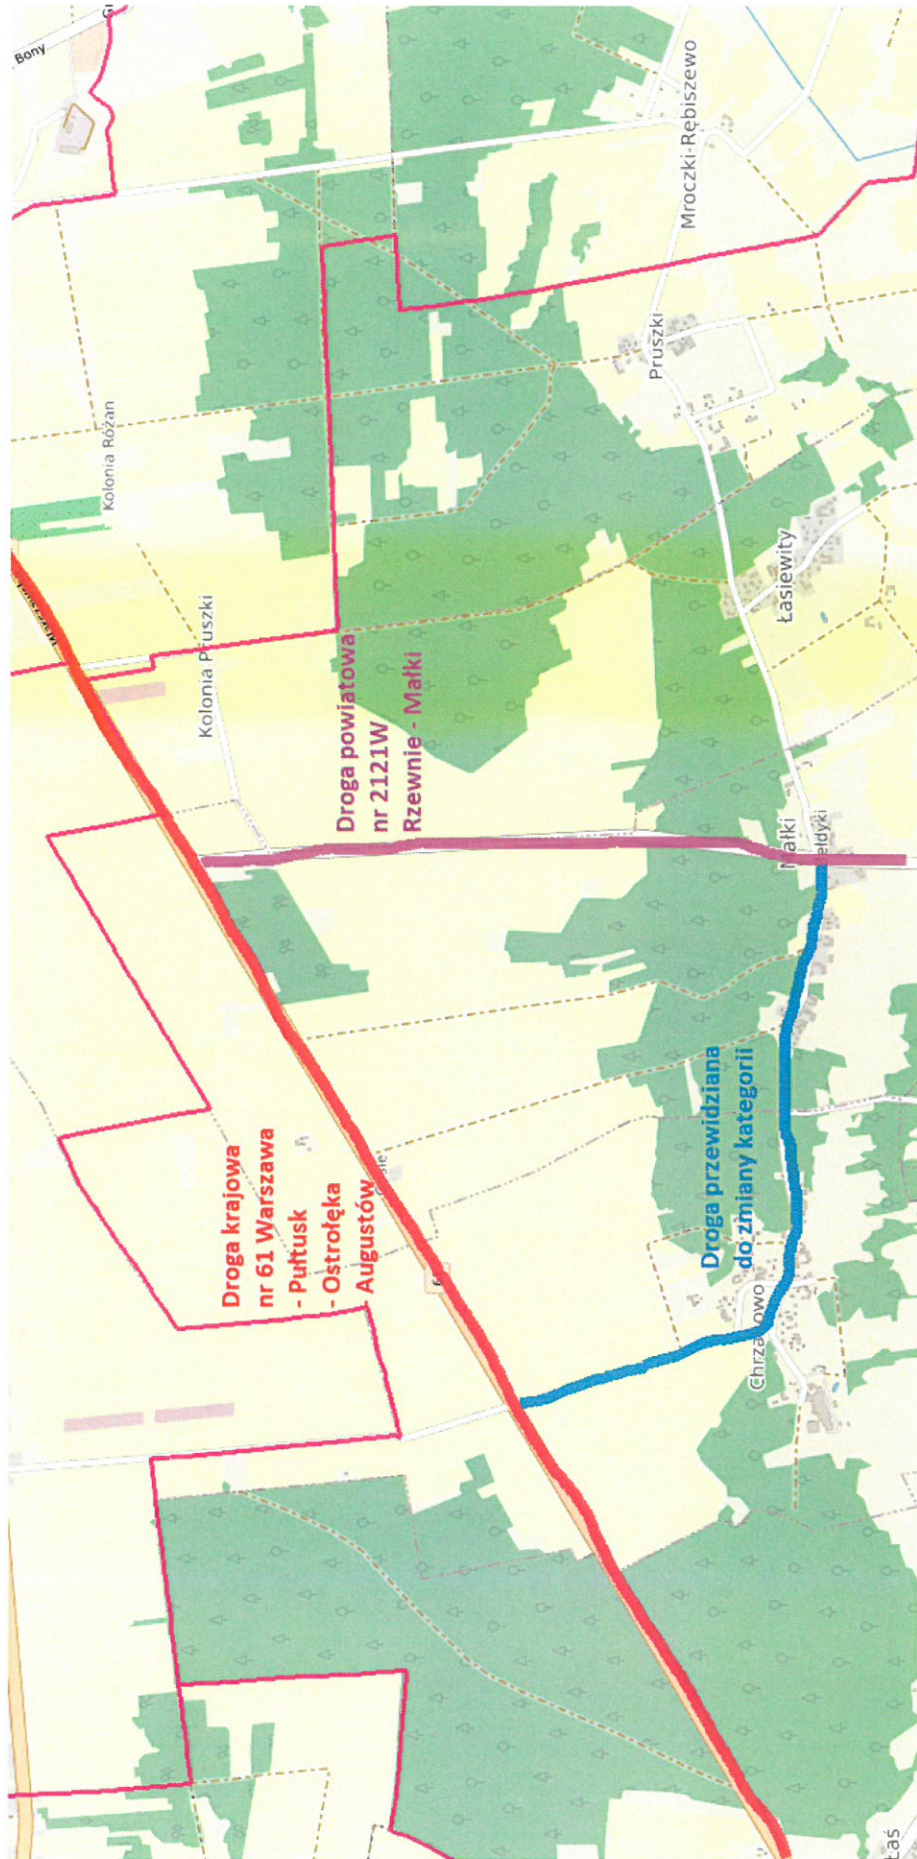 Bony
Kolonia Różan
Mroczki-Rębiszewo
Pruszki
Kolonia Pruszki
Łasiewity
Droga powiatowa
nr 2121W
Rzewnie - Małki
Małki
Droga krajowa
nr 61 Warszawa
- Pułtusk
- Ostrołęka
- Augustów
Droga przewidziana
do zmiany kategorii
Łaś